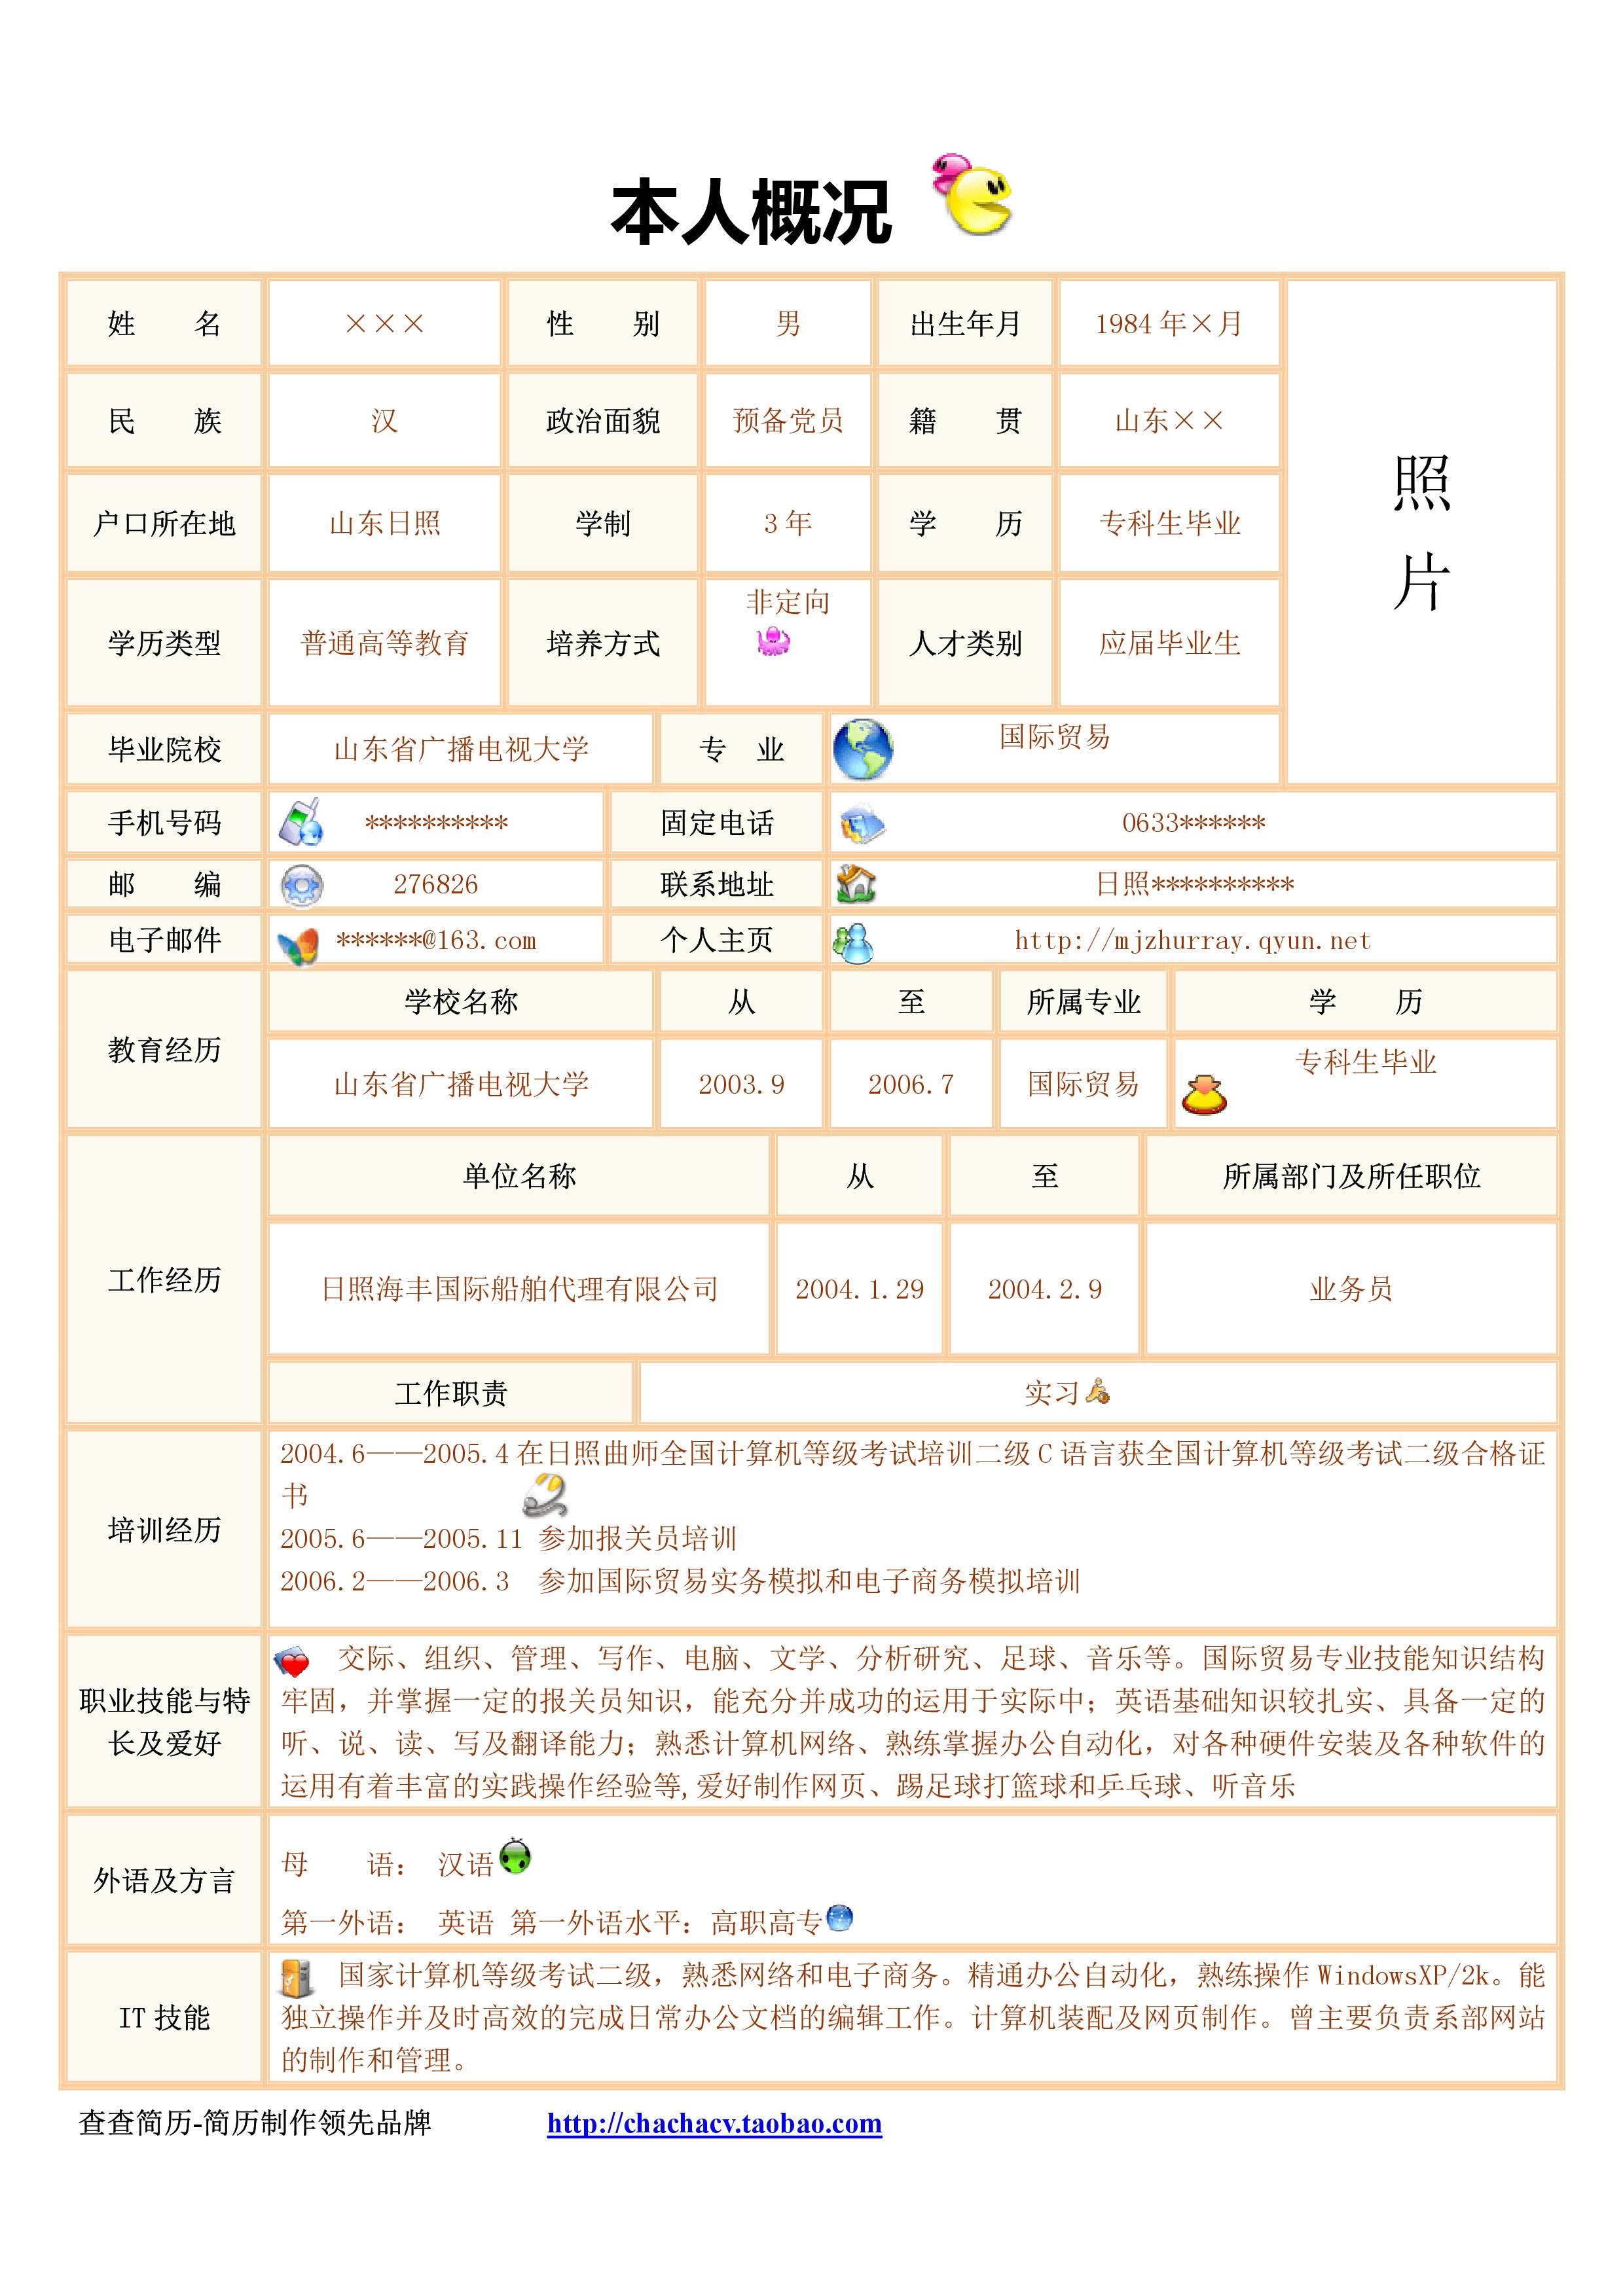 本人概况
姓 名 ××× 性 别 男 出生年月 1984年×月
民 族 汉 政治面貌 预备党员 籍 贯 山东××
照
片
户口所在地 山东日照 学制 3年 学 历 专科生毕业
学历类型 普通高等教育 培养方式 非定向 人才类别 应届毕业生
毕业院校 山东省广播电视大学 专 业 国际贸易
手机号码 ********** 固定电话 0633******
邮 编 276826 联系地址 日照**********
电子邮件 ******@163.com 个人主页 http://mjzhurray.qyun.net
教育经历
学校名称 从 至 所属专业 学 历
山东省广播电视大学 2003.9 2006.7 国际贸易 专科生毕业
工作经历
单位名称 从 至 所属部门及所任职位
日照海丰国际船舶代理有限公司 2004.1.29 2004.2.9 业务员
工作职责 实习
培训经历
2004.6——2005.4在日照曲师全国计算机等级考试培训二级C语言获全国计算机等级考试二级合格证
书
2005.6——2005.11 参加报关员培训
2006.2——2006.3 参加国际贸易实务模拟和电子商务模拟培训
职业技能与特
长及爱好
交际、组织、管理、写作、电脑、文学、分析研究、足球、音乐等。国际贸易专业技能知识结构
牢固，并掌握一定的报关员知识，能充分并成功的运用于实际中；英语基础知识较扎实、具备一定的
听、说、读、写及翻译能力；熟悉计算机网络、熟练掌握办公自动化，对各种硬件安装及各种软件的
运用有着丰富的实践操作经验等,爱好制作网页、踢足球打篮球和乒乓球、听音乐
外语及方言
母 语： 汉语
第一外语： 英语 第一外语水平：高职高专
IT技能
国家计算机等级考试二级，熟悉网络和电子商务。精通办公自动化，熟练操作WindowsXP/2k。能
独立操作并及时高效的完成日常办公文档的编辑工作。计算机装配及网页制作。曾主要负责系部网站
的制作和管理。
查查简历-简历制作领先品牌 http://chachacv.taobao.com